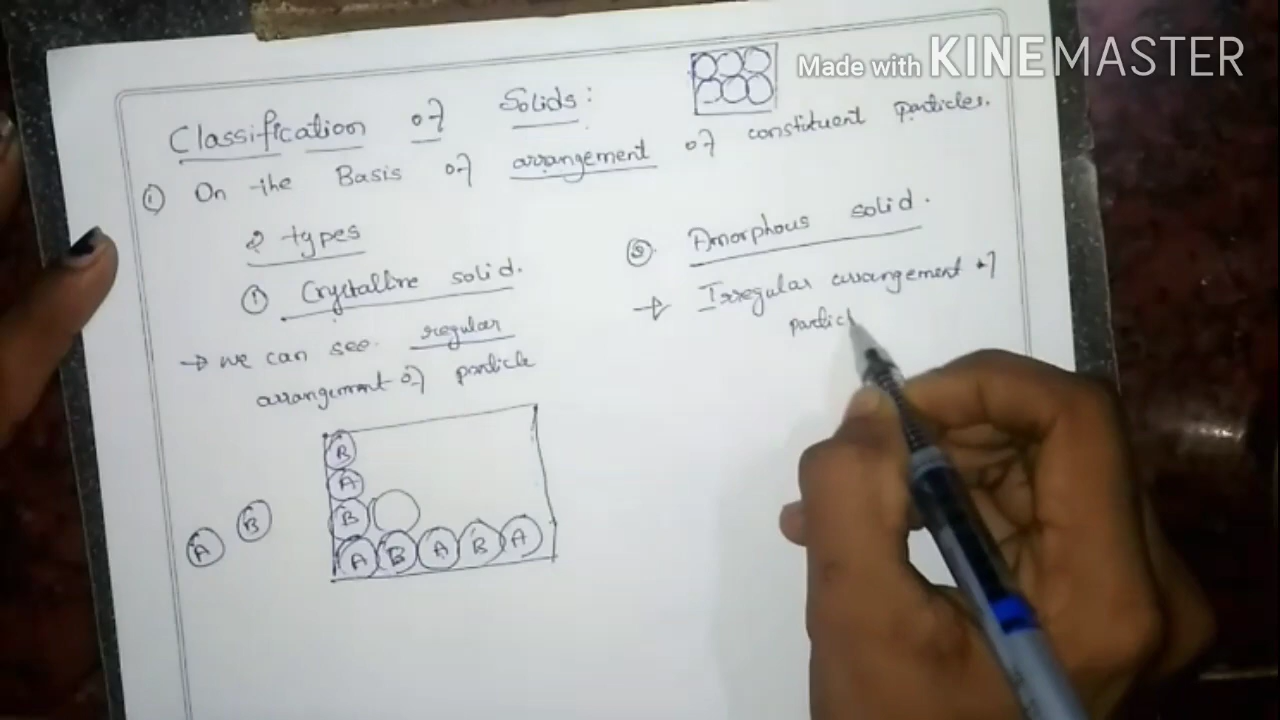 Made with KINEMASTER
Classification of Solids:
① On the Basis of arrangement of constituent particles.
2 types
① Crystalline solid.
→ we can see regular
arrangement of particle
② Amorphous solid.
→ Irregular arrangement of
particl
A B
B
A
B
A B A B A